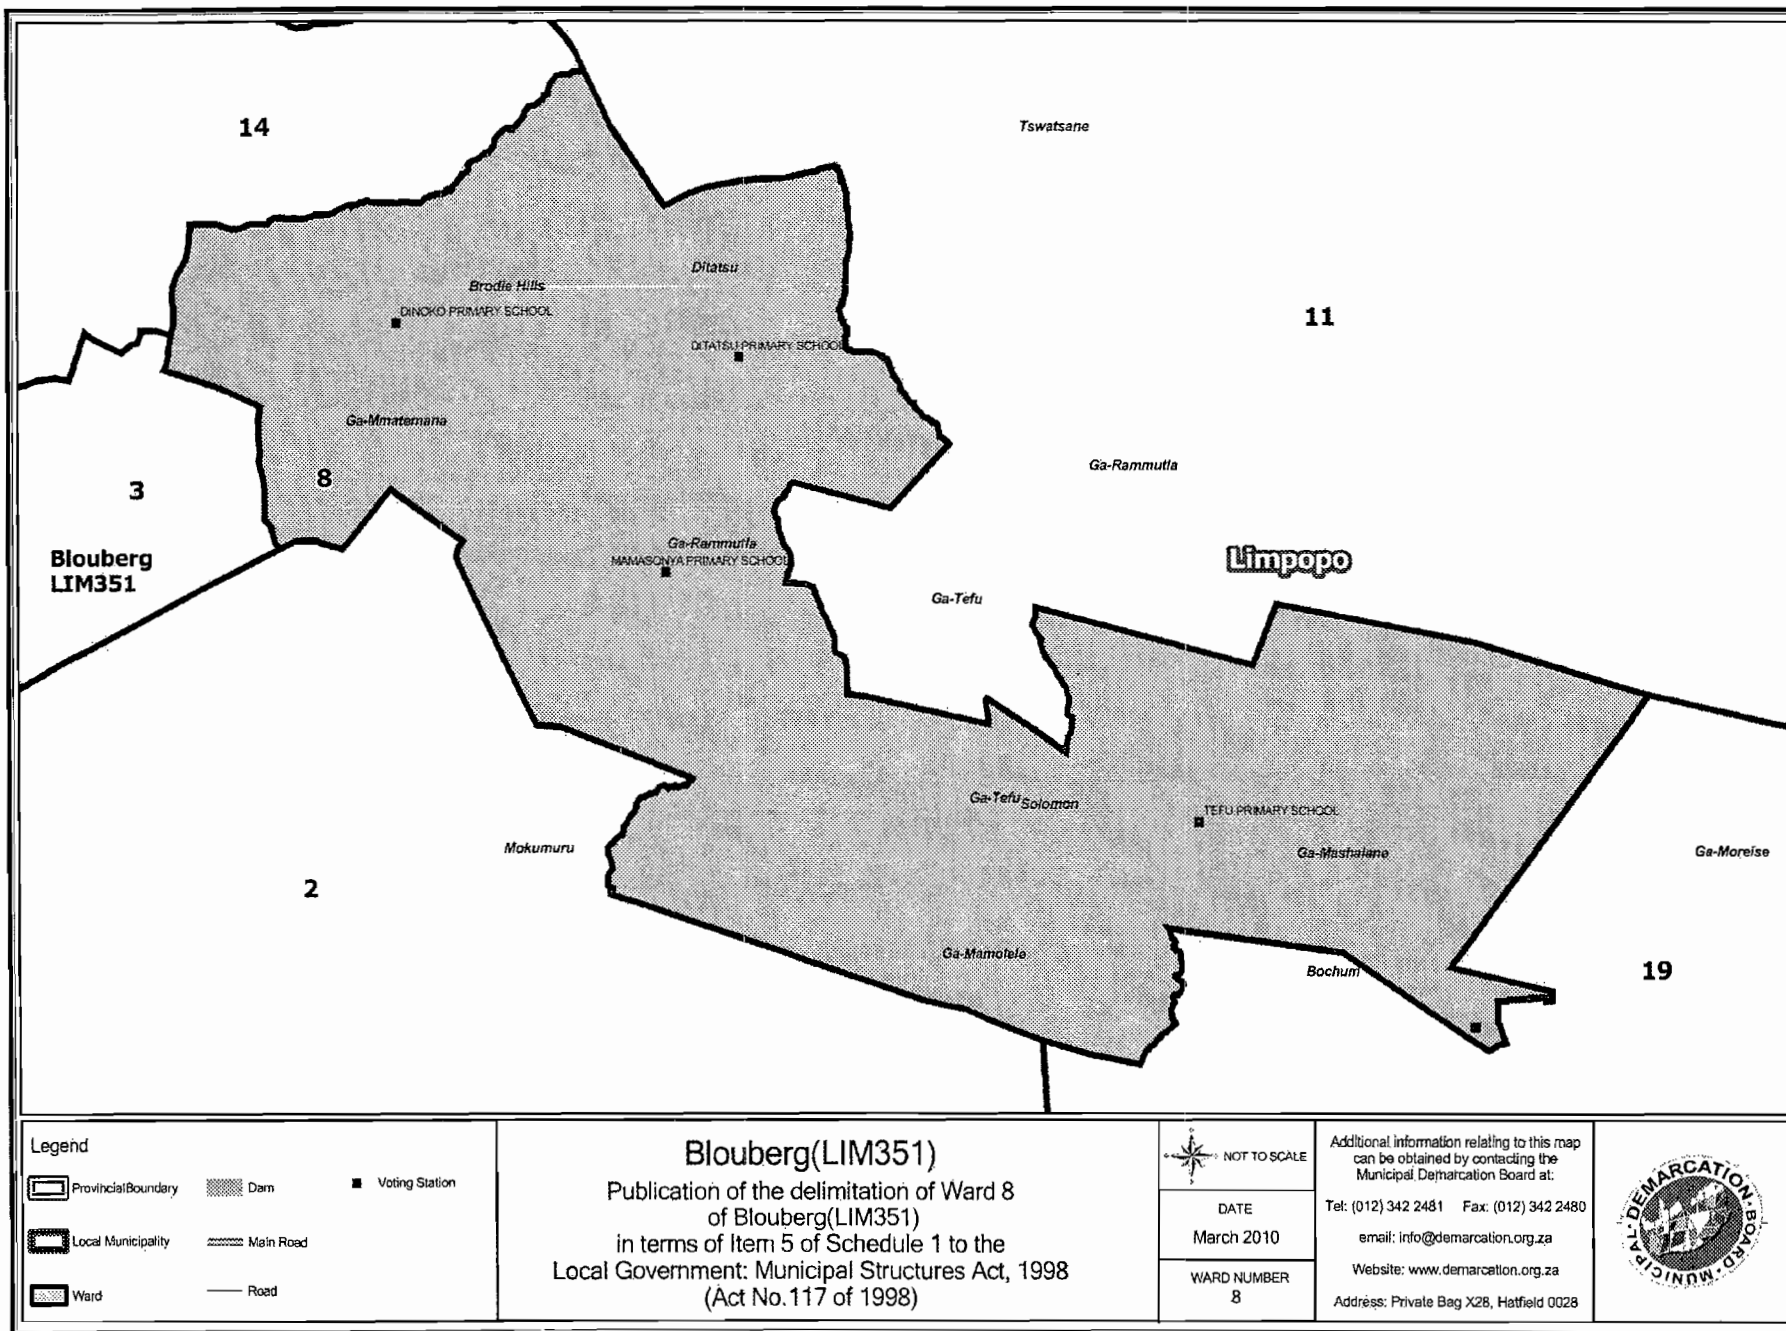 14
Tswatsane
Ditatsu
Brodie Hills
DINOKO PRIMARY SCHOOL
11
DITATSU PRIMARY SCHOOL
Ga-Mmatemana
Ga-Rammutla
8
3
Ga-Rammutla
MAMASONYA PRIMARY SCHOOL
Blouberg
LIM351
Limpopo
Ga-Tefu
Ga-Tefu
Solomon
TEFU PRIMARY SCHOOL
Mokumuru
Ga-Mashalane
Ga-Moreise
2
Ga-Mamolele
Bochum
19
Legend
ProvincialBoundary
Dam
Voting Station
Local Municipality
Main Road
Ward
Road
Blouberg(LIM351)
Publication of the delimitation of Ward 8
of Blouberg(LIM351)
in terms of Item 5 of Schedule 1 to the
Local Government: Municipal Structures Act, 1998
(Act No.117 of 1998)
NOT TO SCALE
DATE
March 2010
WARD NUMBER
8
Additional information relating to this map
can be obtained by contacting the
Municipal Demarcation Board at:
Tel: (012) 342 2481 Fax: (012) 342 2480
email: info@demarcation.org.za
Website: www.demarcation.org.za
Address: Private Bag X28, Hatfield 0028
MUNICIPAL DEMARCATION BOARD